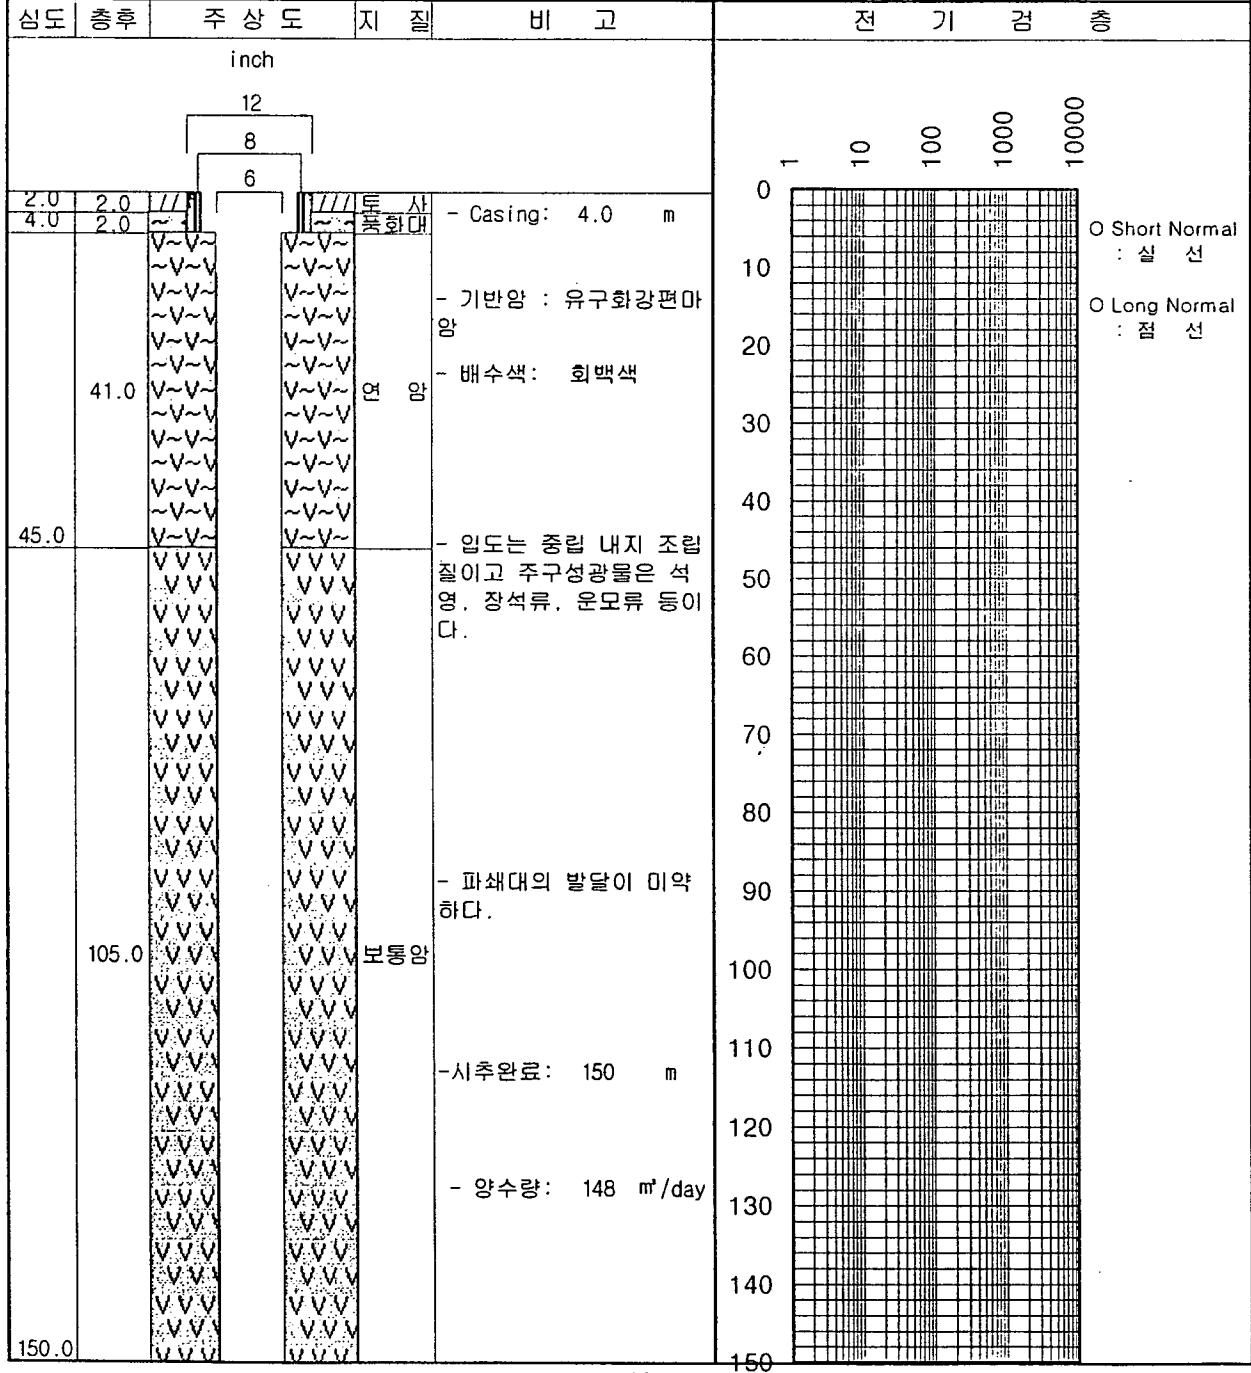 심도 층후 주 상 도 지 질 비 고 전 기 검 층
inch
12
8
6
2.0 2.0 토 사
4.0 2.0 풍화대
- Casing: 4.0 m
- 기반암 : 유구화강편마
암
- 배수색: 회백색
41.0 연 암
45.0
- 입도는 중립 내지 조립
질이고 주구성광물은 석
영, 장석류, 운모류 등이
다.
- 파쇄대의 발달이 미약
하다.
105.0 보통암
-시추완료: 150 m
- 양수량: 148 ㎥/day
150.0
1 10 100 1000 10000
0
10
20
30
40
50
60
70
80
90
100
110
120
130
140
150
O Short Normal
: 실 선
O Long Normal
: 점 선